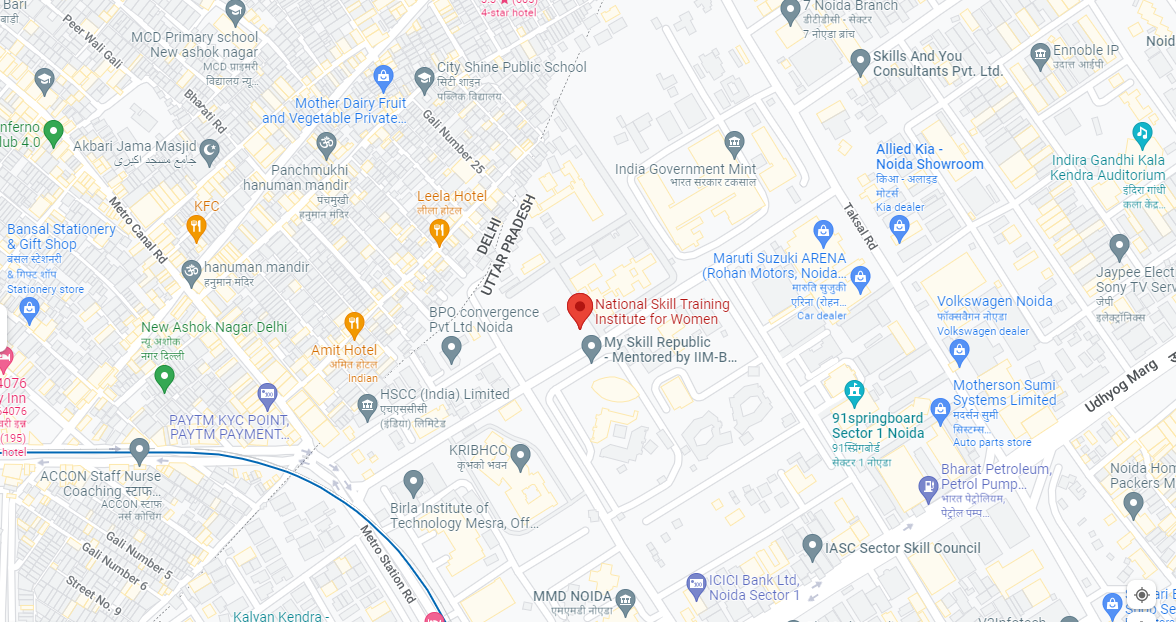 Bari
बाडी
Peer Wali Gali
4-star hotel
7 Noida Branch
डीटीडीसी - सेक्टर
7 नोएडा ब्रांच
Noid
MCD Primary school
New ashok nagar
MCD प्राइमरी
विद्यालय न्यू...
City Shine Public School
सिटी शाइन
पब्लिक विद्यालय
Skills And You
Consultants Pvt. Ltd.
Ennoble IP
उदात्त आईपी
Mother Dairy Fruit
and Vegetable Private...
Bharati Rd
Gali Number 25
nferno
lub 4.0
Akbari Jama Masjid
جامع مسجد اکبری
Panchmukhi
hanuman mandir
पंचमुखी
हनुमान मंदिर
India Government Mint
भारत सरकार टकसाल
Allied Kia -
Noida Showroom
किआ - अलाइड
मोटर्स
Kia dealer
Indira Gandhi Kala
Kendra Auditorium
इंदिरा गांधी
कला केंद्र...
KFC
Leela Hotel
लीला होटल
DELHI
UTTAR PRADESH
Metro Canal Rd
Taksal Rd
Bansal Stationery
& Gift Shop
बंसल स्टेशनरी
& गिफ्ट शॉप
Stationery store
hanuman mandir
हनुमान मंदिर
Maruti Suzuki ARENA
(Rohan Motors, Noida...
मारुति सुजुकी
एरिना (रोहन...
Car dealer
Jaypee Elect
Sony TV Serv
जेपी
इलेक्ट्रॉनिक्स
National Skill Training
Institute for Women
BPO convergence
Pvt Ltd Noida
Volkswagen Noida
फॉक्सवैगन नोएडा
Volkswagen dealer
New Ashok Nagar Delhi
न्यू अशोक
नगर दिल्ली
Amit Hotel
अमित होटल
Indian
My Skill Republic
- Mentored by IIM-B...
Udhyog Marg
4076
y Inn
64076
वरी इन्न
(195)
hotel
HSCC (India) Limited
एचएससीसी
(इंडिया) लिमिटेड
Motherson Sumi
Systems Limited
मदर्सन सुमी
सिस्टम्स...
Auto parts store
PAYTM KYC POINT,
PAYTM PAYMENT...
91springboard
Sector 1 Noida
91स्प्रिंगबोर्ड
सेक्टर 1 नोएडा
KRIBHCO
कृभको भवन
ACCON Staff Nurse
Coaching स्टाफ...
ACCON स्टाफ
नर्स कोचिंग
Bharat Petroleum,
Petrol Pump...
भारत पेट्रोलियम,
पेट्रोल पम्प...
Noida Hom
Packers M
Birla Institute of
Technology Mesra, Off...
Gali Number 5
Gali Number 6
Street No. 9
Metro Station Rd
IASC Sector Skill Council
ICICI Bank Ltd,
Noida Sector 1
MMD NOIDA
एमएमडी नोएडा
Kalyan Kendra -